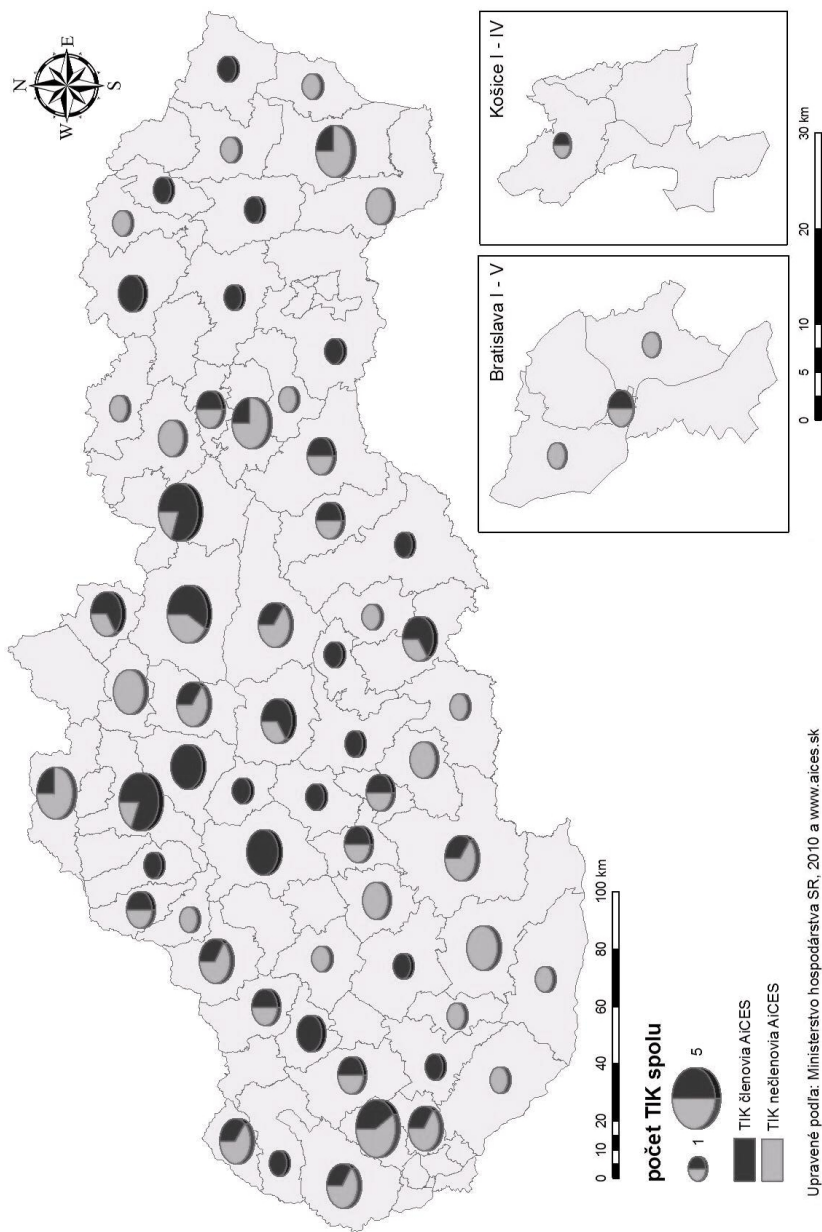 N
W
E
S
Košice I - IV
Bratislava I - V
0 5 10 20 30 km
0 10 20 40 60 80 100 km
počet TIK spolu
1 5
TIK členovia AiCES
TIK nečlenovia AiCES
Upravené podľa: Ministerstvo hospodárstva SR, 2010 a www.aices.sk